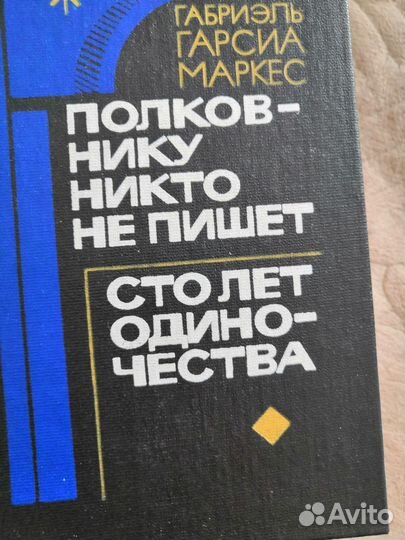 ГАБРИЭЛЬ
ГАРСИА
МАРКЕС
ПОЛКОВ-
НИКУ
НИКТО
НЕ ПИШЕТ
СТО ЛЕТ
ОДИНО-
ЧЕСТВА
Avito